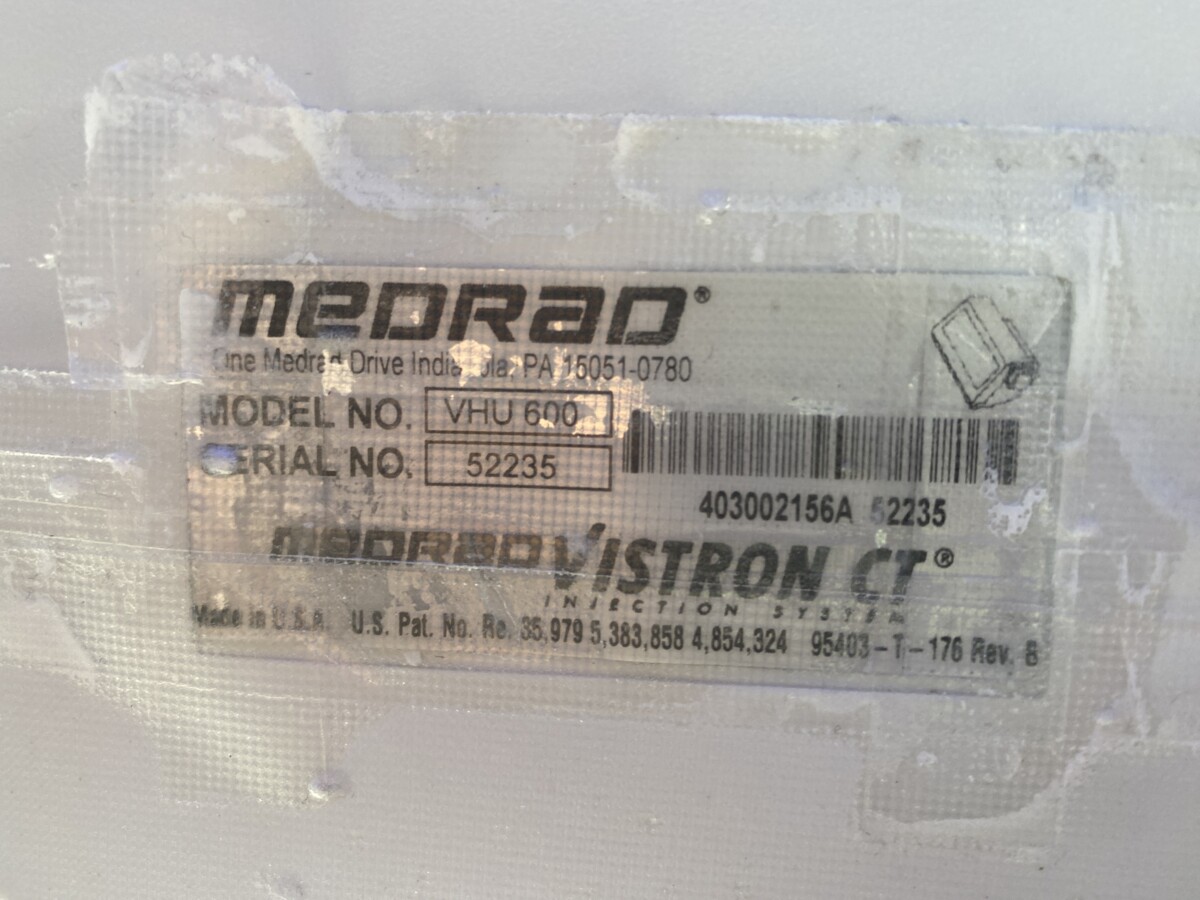 MEDRAD®
One Medrad Drive Indianola, PA 15051-0780
MODEL NO. VHU 600
SERIAL NO. 52235
403002156A 52235
MEDRAD VISTRON CT®
INJECTION SYSTEM
Made in U.S.A. U.S. Pat. No. Re. 35,979 5,383,858 4,854,324 95403-T-176 Rev. B